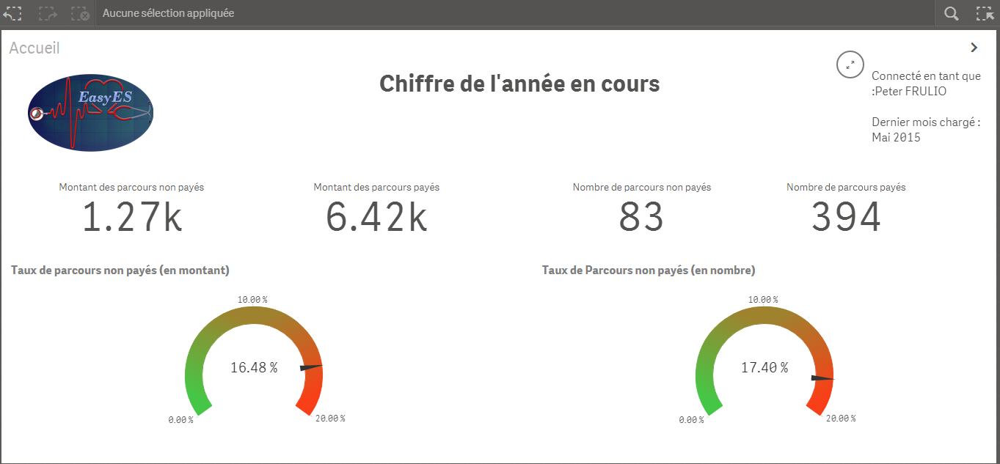 Aucune sélection appliquée
Accueil
EasyES
Chiffre de l'année en cours
Connecté en tant que
:Peter FRULIO
Dernier mois chargé :
Mai 2015
Montant des parcours non payés
1.27k
Montant des parcours payés
6.42k
Nombre de parcours non payés
83
Nombre de parcours payés
394
Taux de parcours non payés (en montant)
10.00 %
16.48 %
0.00 %
20.00 %
Taux de Parcours non payés (en nombre)
10.00 %
17.40 %
0.00 %
20.00 %